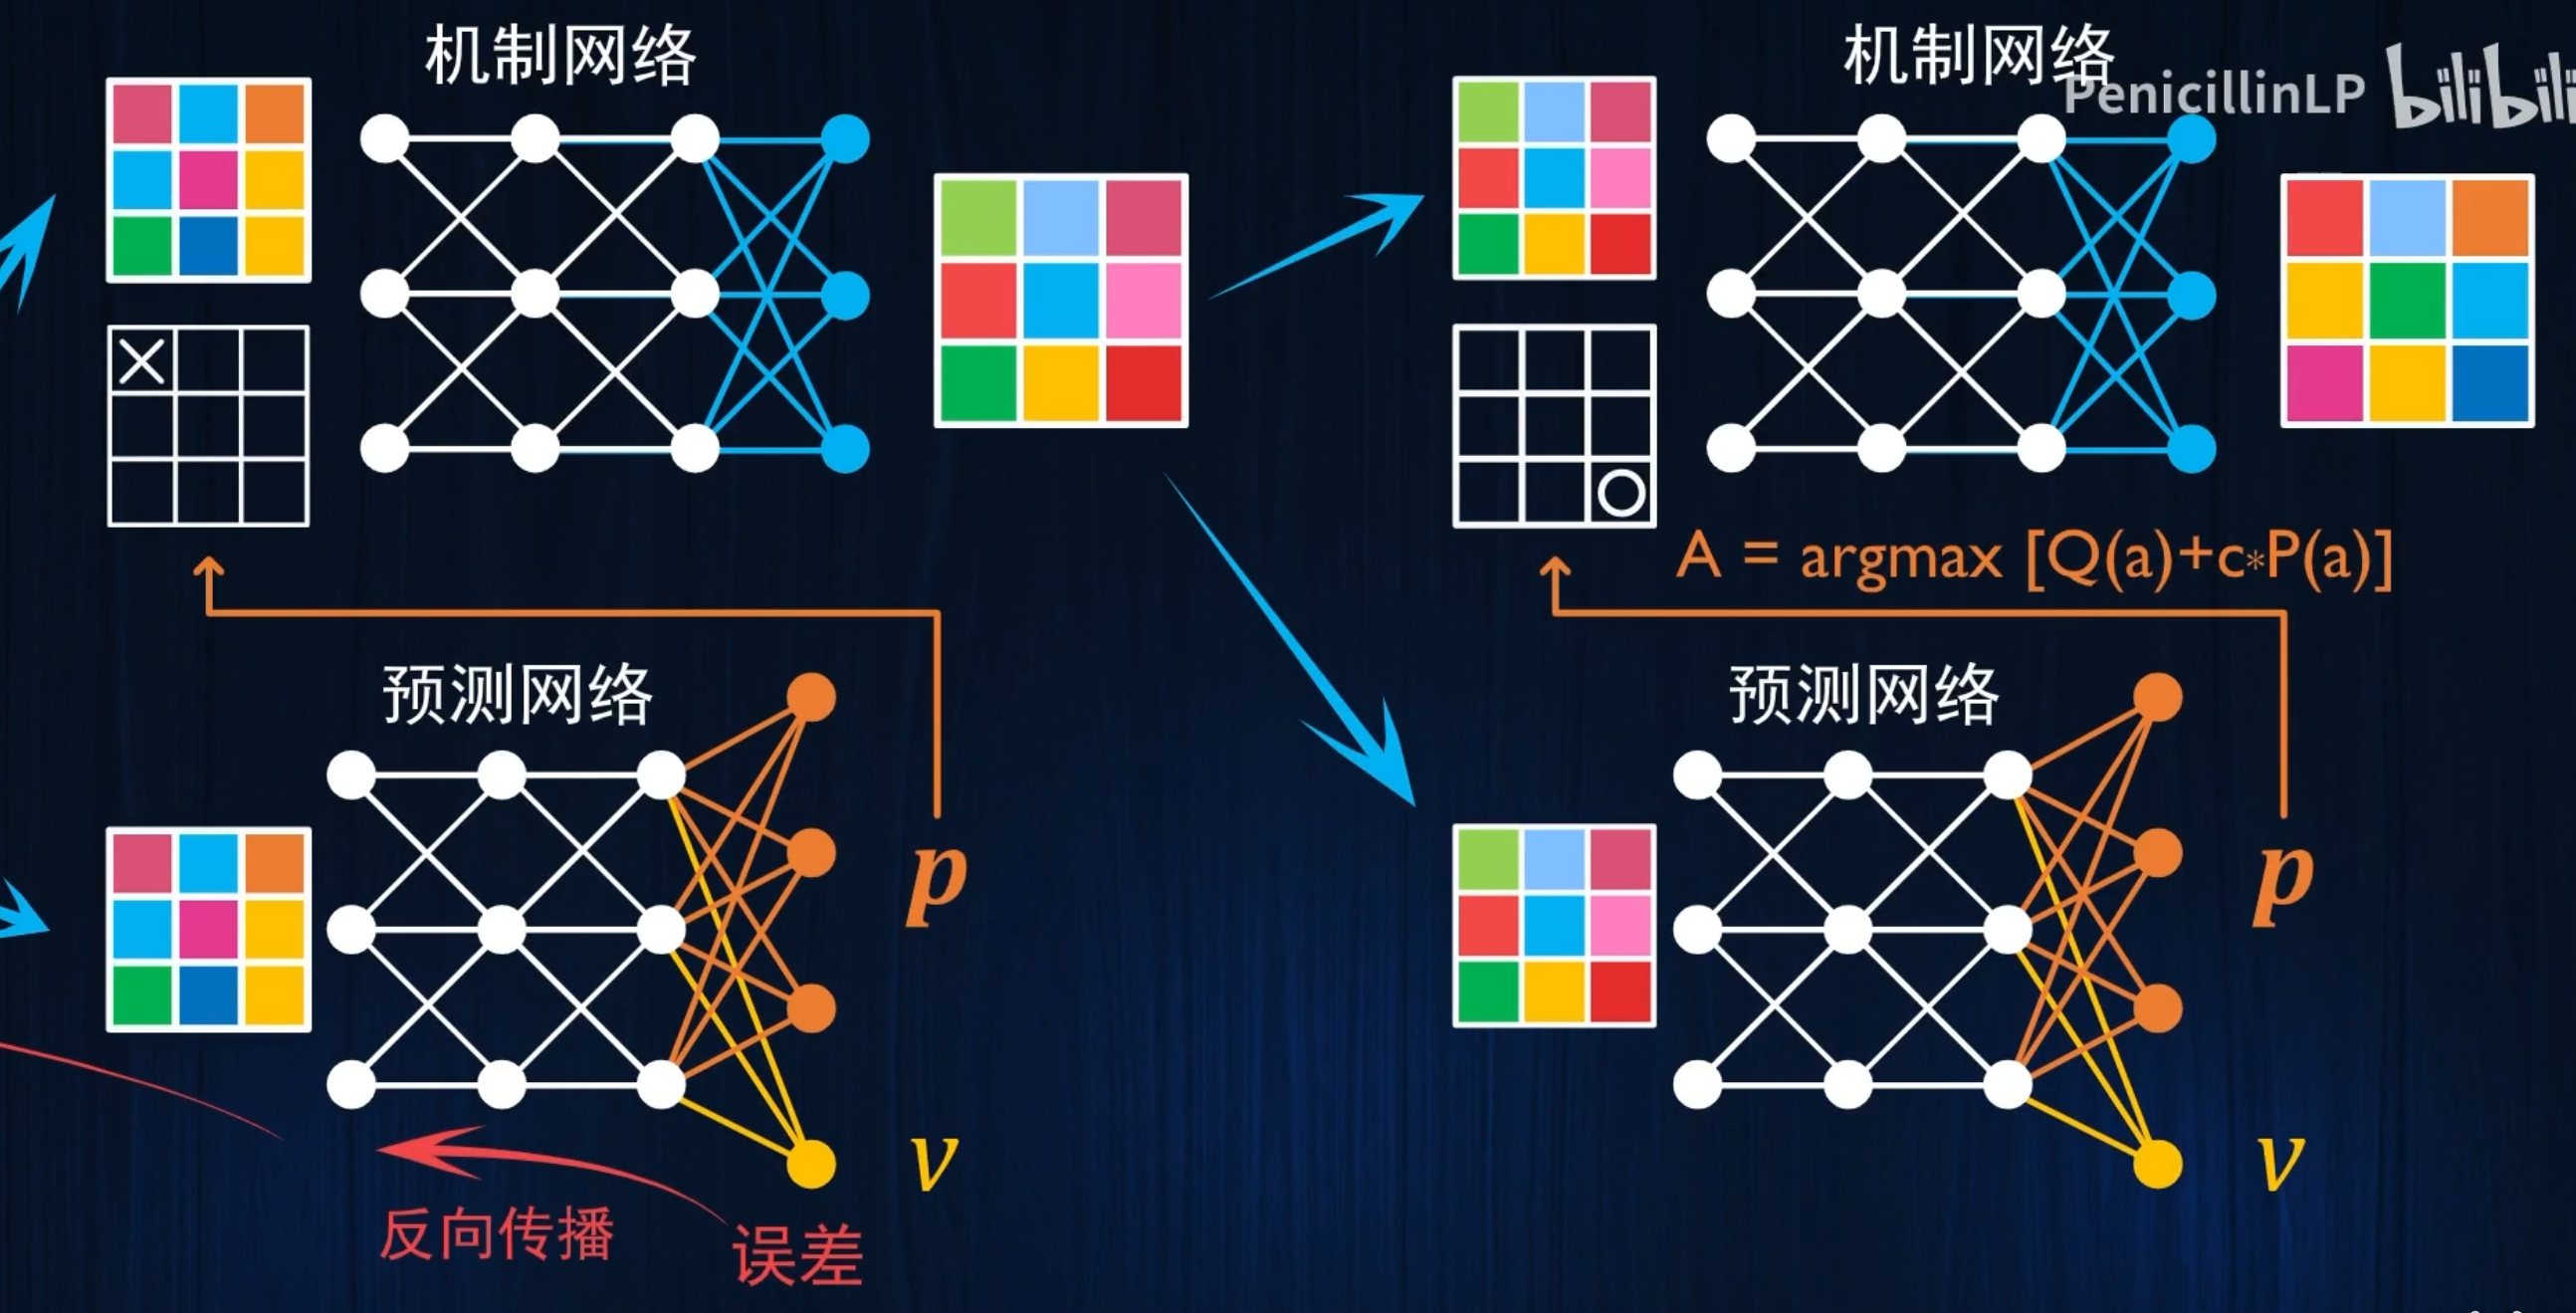 机制网络
机制网络
PenicillinLP bilibili
A = argmax [Q(a)+c*P(a)]
预测网络
预测网络
p
p
v
v
反向传播
误差